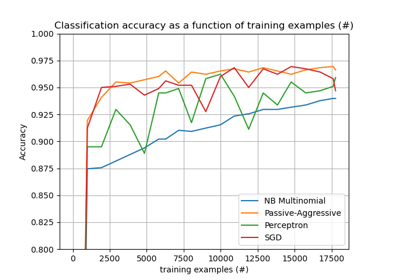 Classification accuracy as a function of training examples (#)
1.000
0.975
0.950
0.925
0.900
0.875
0.850
0.825
0.800
Accuracy
NB Multinomial
Passive-Aggressive
Perceptron
SGD
0 2500 5000 7500 10000 12500 15000 17500
training examples (#)